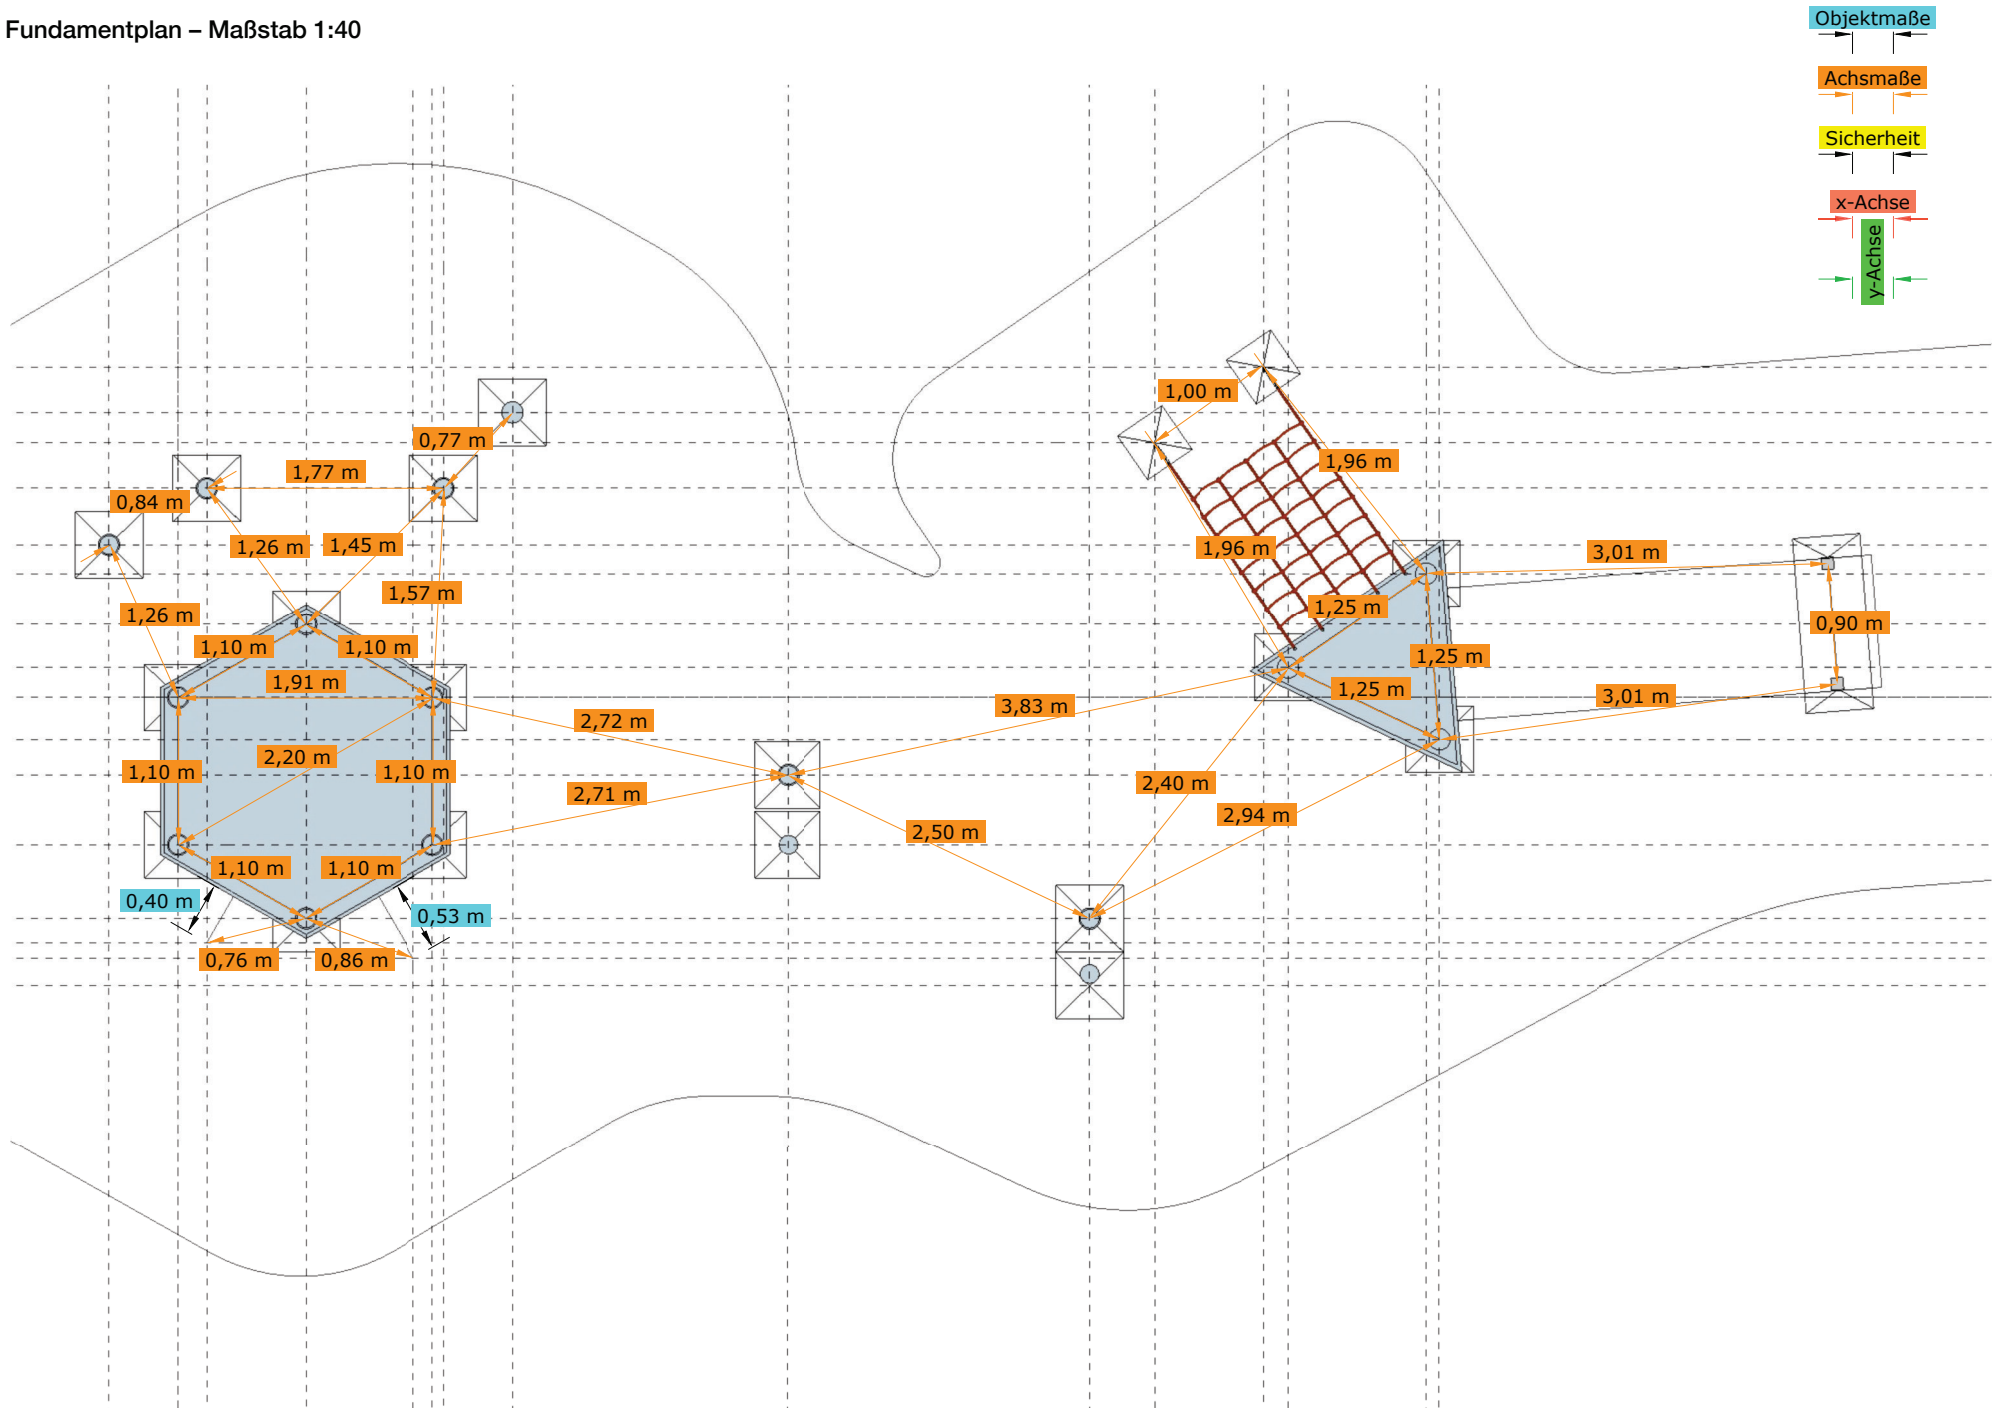 Fundamentplan – Maßstab 1:40
Objektmaße
Achsmaße
Sicherheit
x-Achse
y-Achse
1,00 m
0,77 m
1,77 m
1,96 m
0,84 m
1,26 m
1,45 m
1,96 m
3,01 m
1,57 m
1,26 m
1,25 m
0,90 m
1,10 m
1,10 m
1,25 m
1,91 m
1,25 m
3,01 m
3,83 m
2,72 m
2,20 m
1,10 m
1,10 m
2,40 m
2,71 m
2,94 m
2,50 m
1,10 m
1,10 m
0,40 m
0,53 m
0,76 m
0,86 m